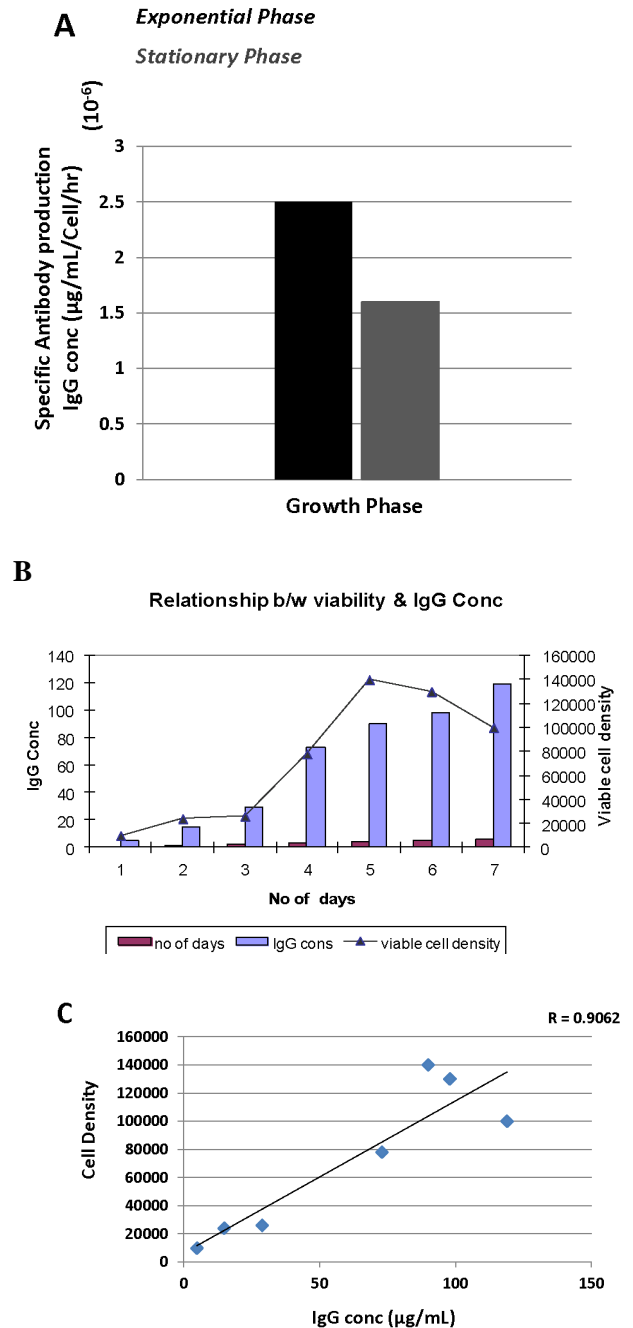 A
Exponential Phase
Stationary Phase
Specific Antibody production
IgG conc (µg/mL/Cell/hr)
(10⁻⁶)
3
2.5
2
1.5
1
0.5
0
Growth Phase
B
Relationship b/w viability & IgG Conc
IgG Conc
140
120
100
80
60
40
20
0
160000
140000
120000
100000
80000
60000
40000
20000
0
Viable cell density
1 2 3 4 5 6 7
No of days
no of days IgG cons viable cell density
C
R = 0.9062
Cell Density
160000
140000
120000
100000
80000
60000
40000
20000
0
0 50 100 150
IgG conc (µg/mL)